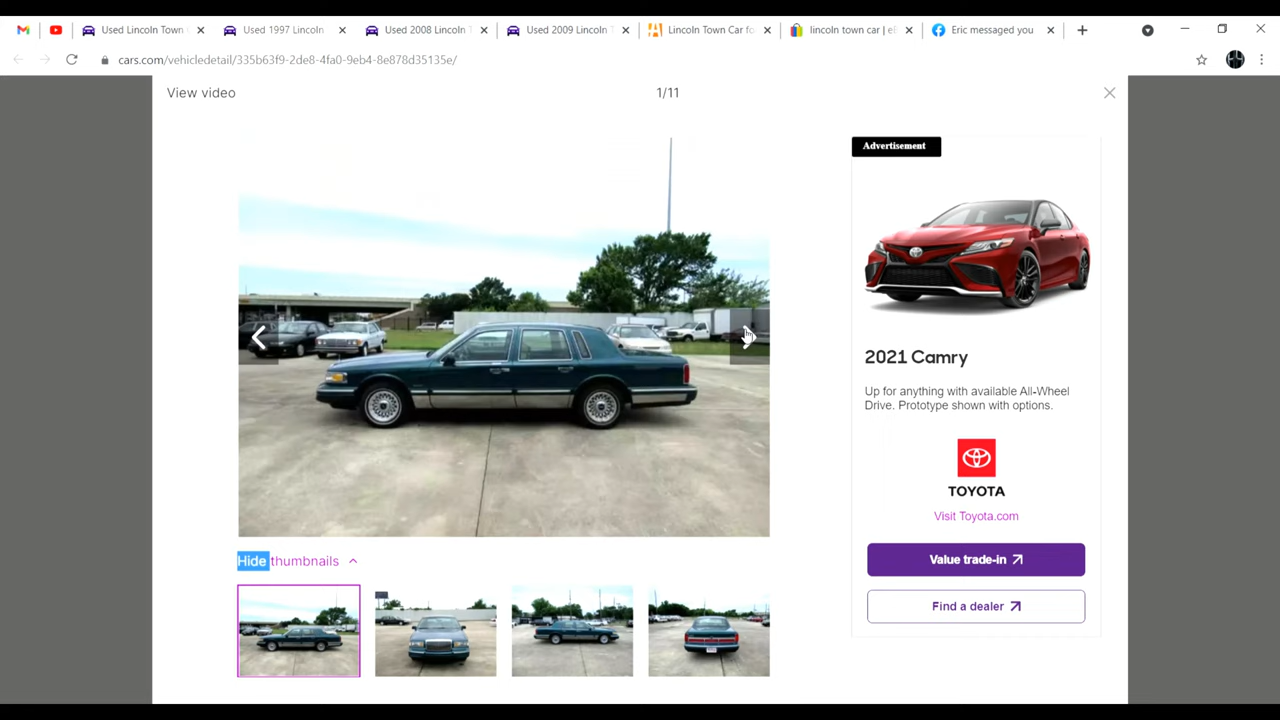 Used Lincoln Town
Used 1997 Lincoln
Used 2008 Lincoln T
Used 2009 Lincoln T
Lincoln Town Car fo
lincoln town car | eB
Eric messaged you
cars.com/vehicledetail/335b63f9-2de8-4fa0-9eb4-8e878d35135e/
View video
1/11
Advertisement
2021 Camry
Up for anything with available All-Wheel
Drive. Prototype shown with options.
TOYOTA
Visit Toyota.com
Hide thumbnails
Value trade-in
Find a dealer